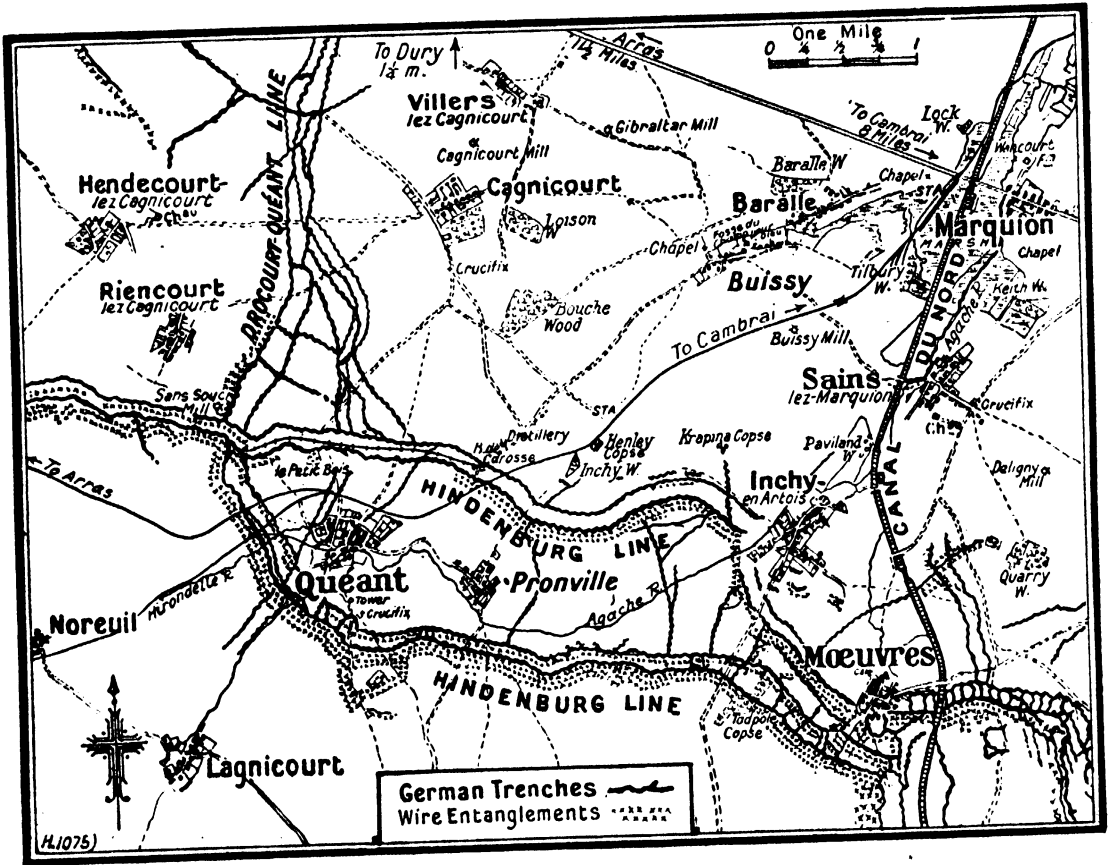 One Mile
0 ¼ ½ ¾ 1
Arras
11½ Miles
To Dury
1¼ m.
Villers
lez Cagnicourt
Gibraltar Mill
To Cambrai
8 Miles
Lock
W.
Cagnicourt Mill
Baralle W
Chapel
STA
Hendecourt-
lez Cagnicourt
Chau
DROCOURT-QUÉANT LINE
Cagnicourt
Loison
W.
Baralle
Marquion
MARSH
Chapel
Chapel
Crucifix
Buissy
Tilbury
W.
Keith W.
Riencourt
lez Cagnicourt
Bouche
Wood
To Cambrai
Buissy Mill
Agache R.
CANAL DU NORD
Sains-
lez-Marquion
Crucifix
Ch.
Sans Souci
Mill
STA
Distillery
Henley
Copse
Inchy W.
Krapina Copse
Paviland
W.
Daligny
Mill
To Arras
le Petit Bois
HINDENBURG LINE
Inchy-
en Artois
Quéant
Tower
Crucifix
Pronville
Agache R.
Quarry
W.
Hirondelle R.
Noreuil
Mœuvres
HINDENBURG LINE
Tadpole
Copse
Lagnicourt
German Trenches
Wire Entanglements
H.1075)